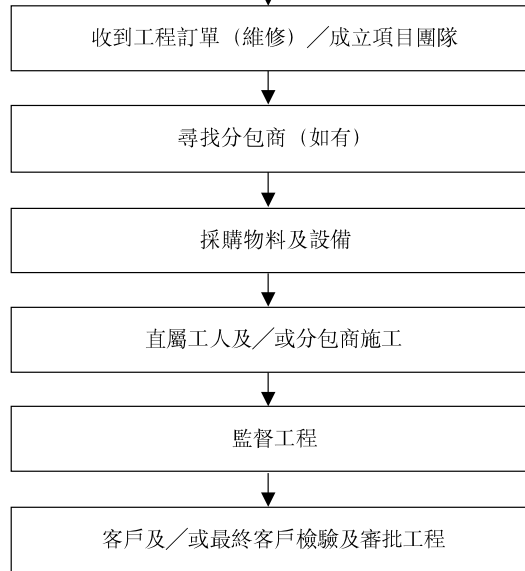 收到工程訂單（維修）／成立項目團隊
尋找分包商（如有）
採購物料及設備
直屬工人及／或分包商施工
監督工程
客戶及／或最終客戶檢驗及審批工程